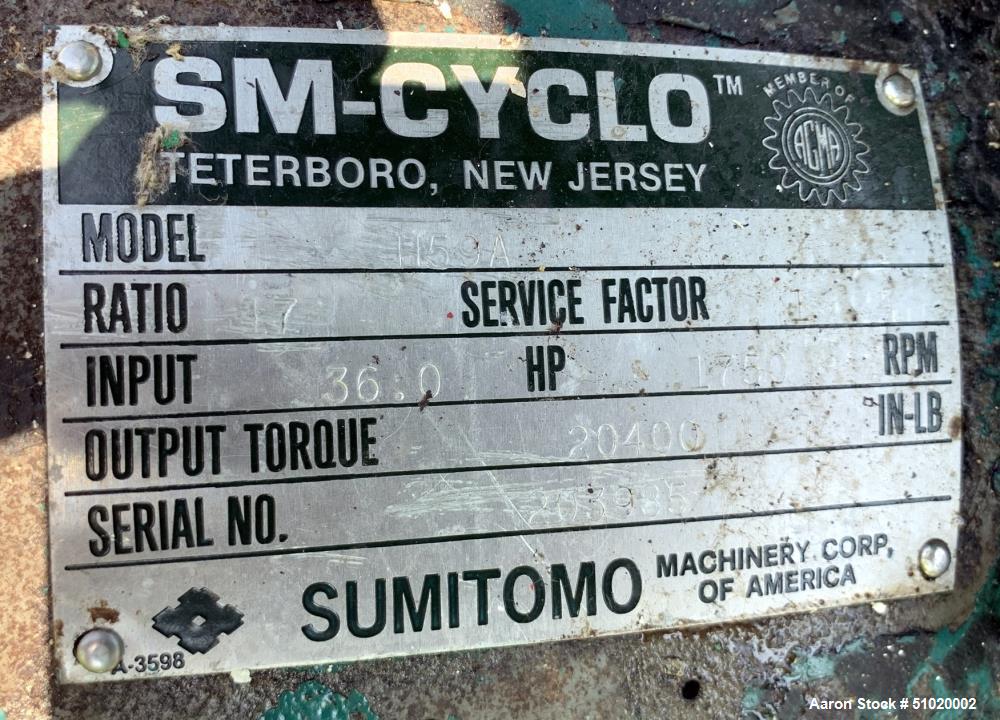 SM-CYCLO™
TETERBORO, NEW JERSEY
MEMBER OF
AGMA
MODEL H59A
RATIO 17 SERVICE FACTOR
INPUT 36.0 HP 1750 RPM
OUTPUT TORQUE 20400 IN-LB
SERIAL NO. 203985
SUMITOMO MACHINERY CORP,
OF AMERICA
A-3598
Aaron Stock # 51020002